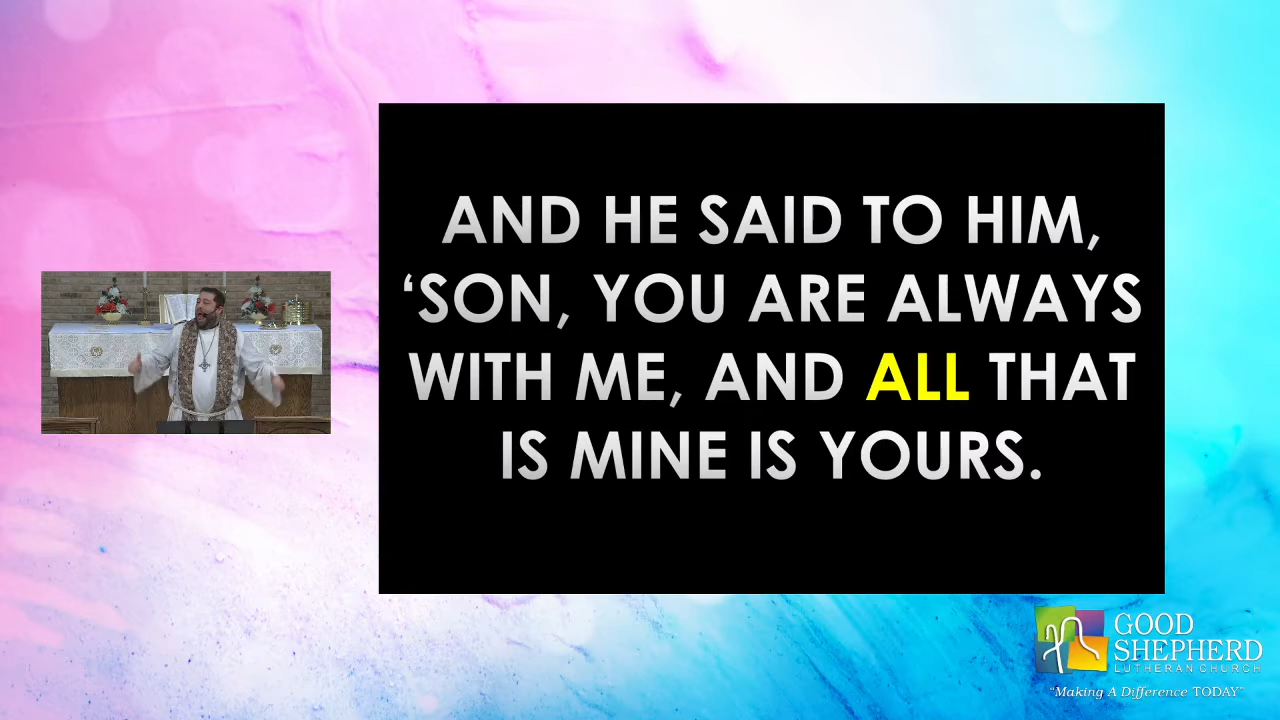 AND HE SAID TO HIM,
‘SON, YOU ARE ALWAYS
WITH ME, AND ALL THAT
IS MINE IS YOURS.
GOOD
SHEPHERD
LUTHERAN CHURCH
"Making A Difference TODAY"